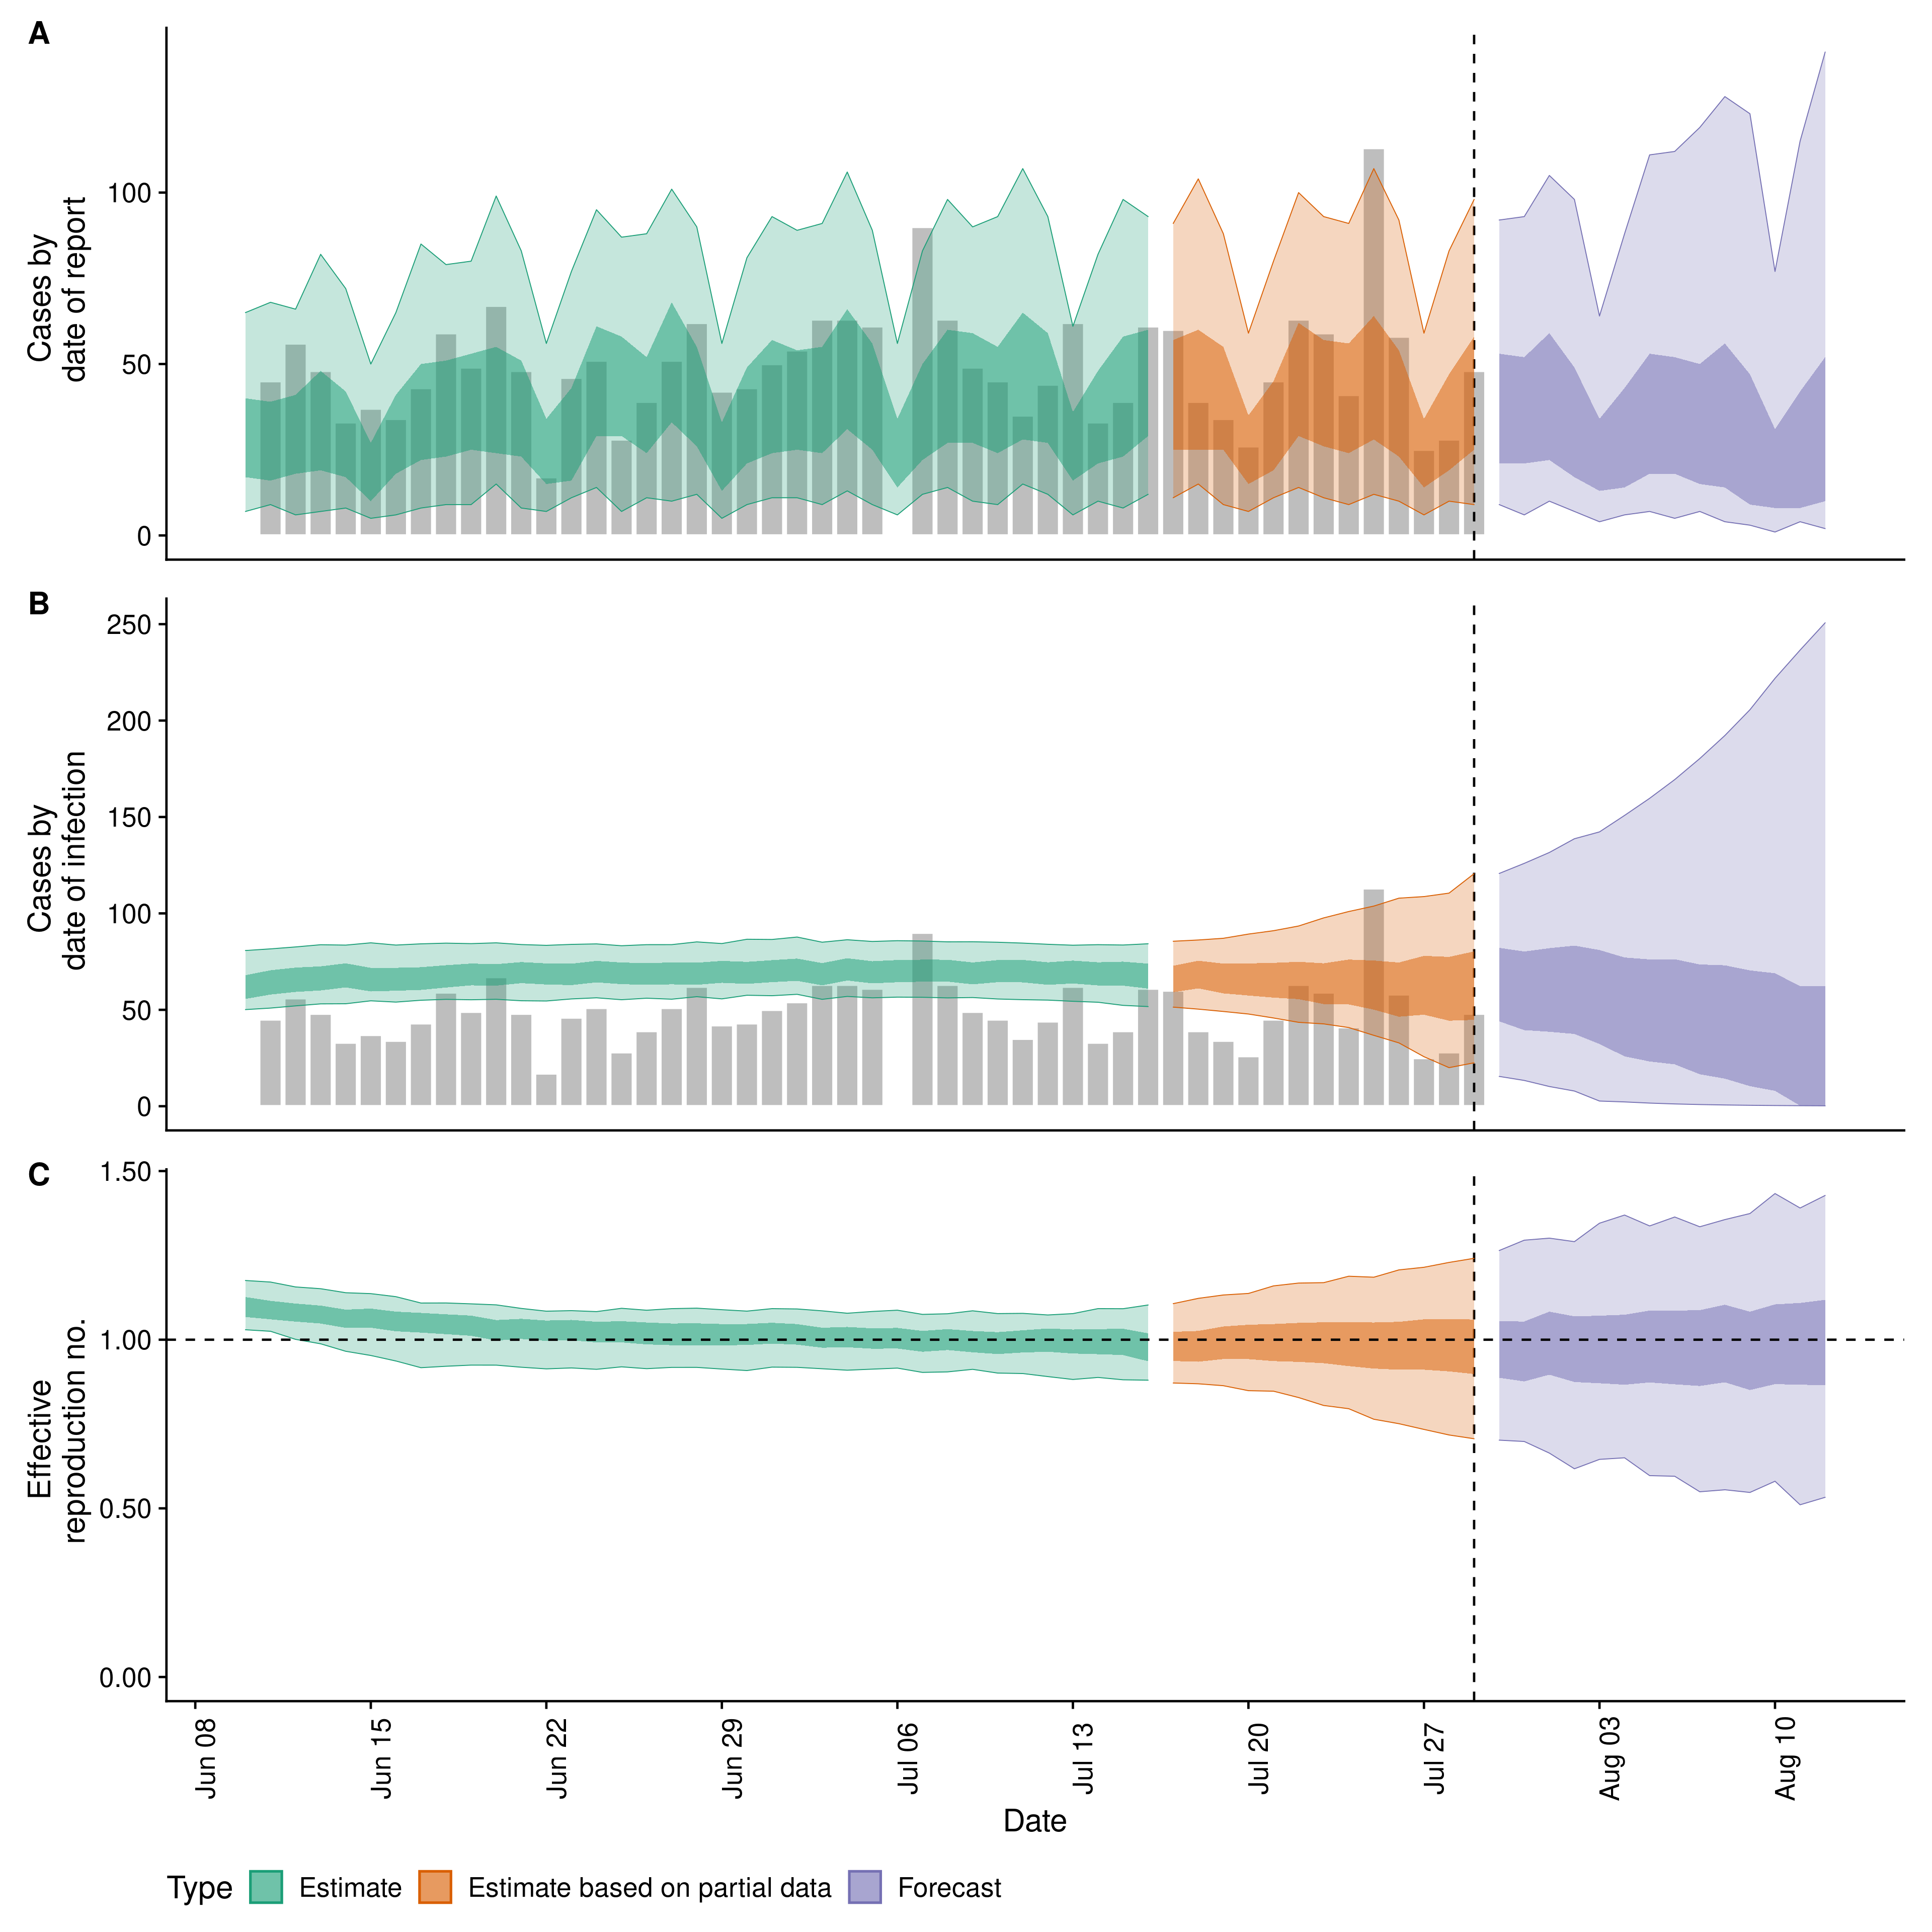 A
Cases by
date of report
100
50
0
B
Cases by
date of infection
250
200
150
100
50
0
C
Effective
reproduction no.
1.50
1.00
0.50
0.00
Jun 08
Jun 15
Jun 22
Jun 29
Jul 06
Jul 13
Jul 20
Jul 27
Aug 03
Aug 10
Date
Type Estimate Estimate based on partial data Forecast